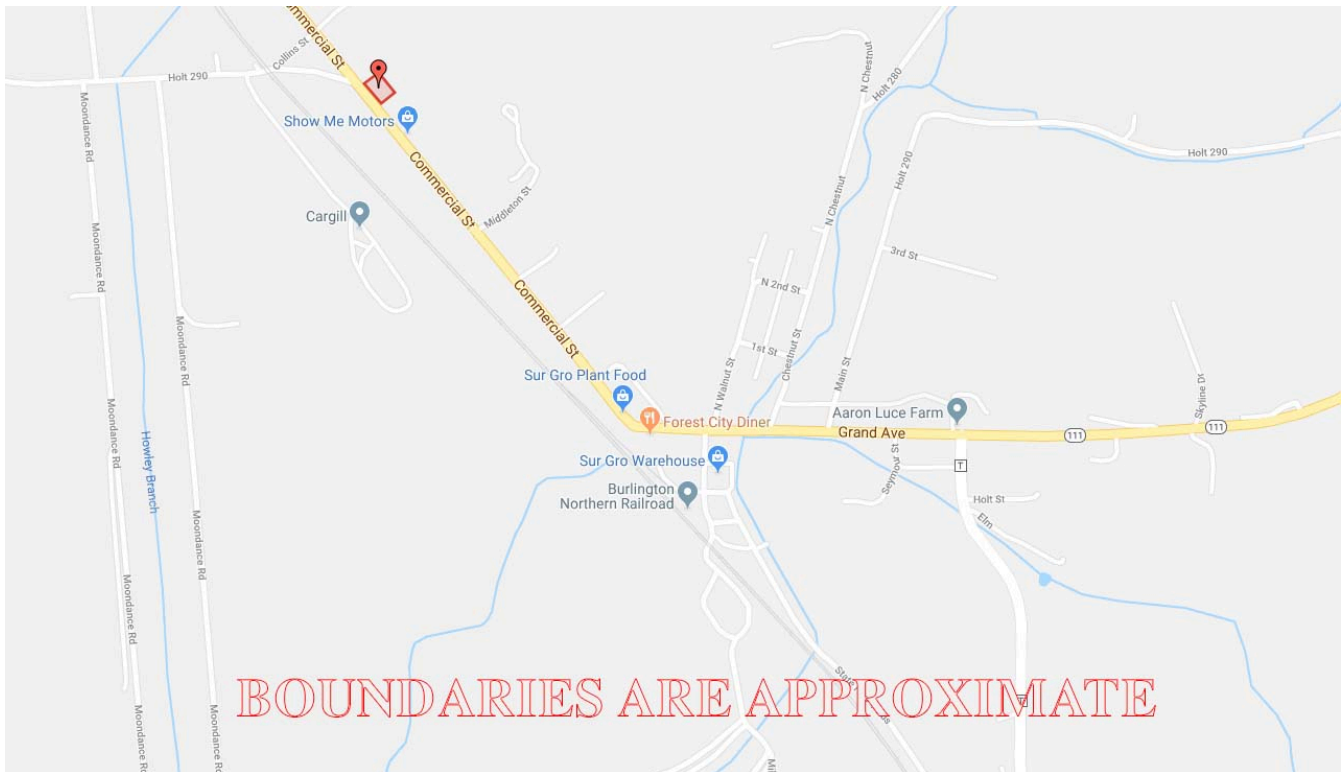 Commercial St
Collins St
Holt 290
Moondance Rd
Moondance Rd
Show Me Motors
Commercial St
Middleton St
Cargill
N Chestnut
Holt 280
Holt 290
Holt 290
N Chestnut
3rd St
Moondance Rd
N 2nd St
Commercial St
Moondance Rd
1st St
Chestnut St
Main St
N Walnut St
Skyline Dr
Sur Gro Plant Food
Forest City Diner
Aaron Luce Farm
Grand Ave
111
111
Moondance Rd
Howley Branch
Sur Gro Warehouse
Seymour St
T
Burlington
Northern Railroad
Holt St
Elm
Moondance Rd
Moondance Rd
BOUNDARIES ARE APPROXIMATE
T
Moondance Rd
Moondance Rd